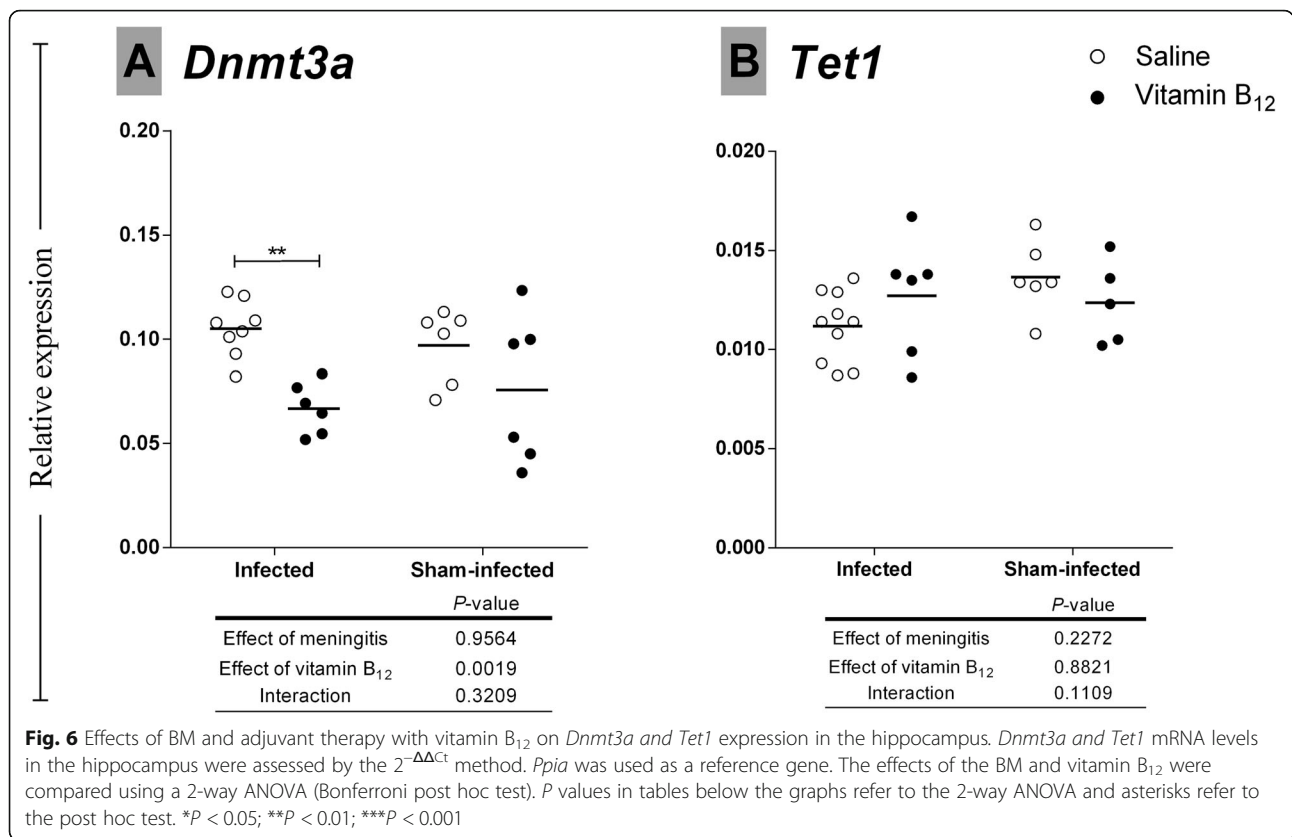 A Dnmt3a
B Tet1
Saline
Vitamin B12
Relative expression
0.20
0.15
0.10
0.05
0.00
**
Infected Sham-infected
P-value
Effect of meningitis 0.9564
Effect of vitamin B12 0.0019
Interaction 0.3209
0.020
0.015
0.010
0.005
0.000
Infected Sham-infected
P-value
Effect of meningitis 0.2272
Effect of vitamin B12 0.8821
Interaction 0.1109
Fig. 6 Effects of BM and adjuvant therapy with vitamin B12 on Dnmt3a and Tet1 expression in the hippocampus. Dnmt3a and Tet1 mRNA levels
in the hippocampus were assessed by the 2−ΔΔCt method. Ppia was used as a reference gene. The effects of the BM and vitamin B12 were
compared using a 2-way ANOVA (Bonferroni post hoc test). P values in tables below the graphs refer to the 2-way ANOVA and asterisks refer to
the post hoc test. *P < 0.05; **P < 0.01; ***P < 0.001